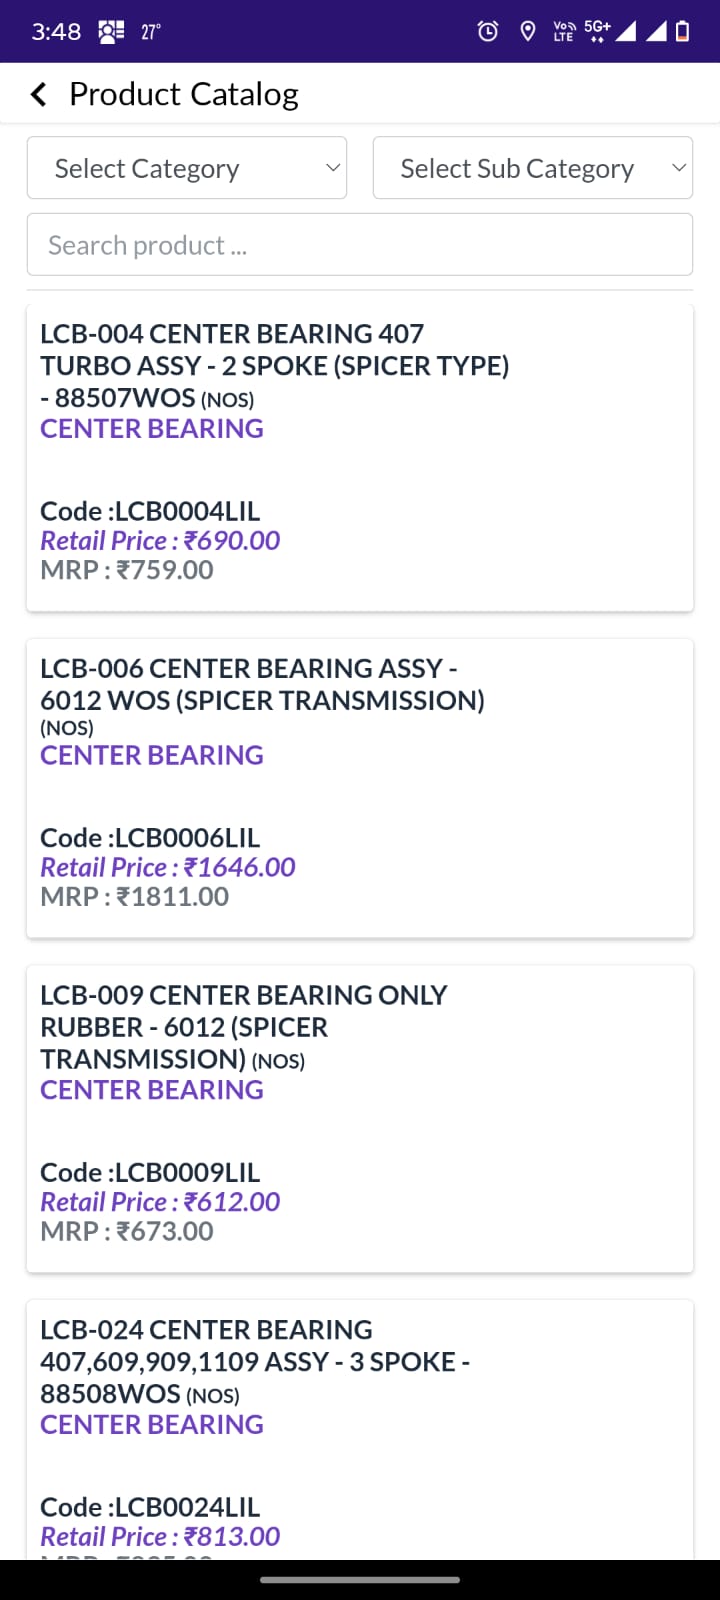 3:48 27°
Vo LTE 5G+
Product Catalog
Select Category
Select Sub Category
Search product ...
LCB-004 CENTER BEARING 407
TURBO ASSY - 2 SPOKE (SPICER TYPE)
- 88507WOS (NOS)
CENTER BEARING
Code :LCB0004LIL
Retail Price : ₹690.00
MRP : ₹759.00
LCB-006 CENTER BEARING ASSY -
6012 WOS (SPICER TRANSMISSION)
(NOS)
CENTER BEARING
Code :LCB0006LIL
Retail Price : ₹1646.00
MRP : ₹1811.00
LCB-009 CENTER BEARING ONLY
RUBBER - 6012 (SPICER
TRANSMISSION) (NOS)
CENTER BEARING
Code :LCB0009LIL
Retail Price : ₹612.00
MRP : ₹673.00
LCB-024 CENTER BEARING
407,609,909,1109 ASSY - 3 SPOKE -
88508WOS (NOS)
CENTER BEARING
Code :LCB0024LIL
Retail Price : ₹813.00